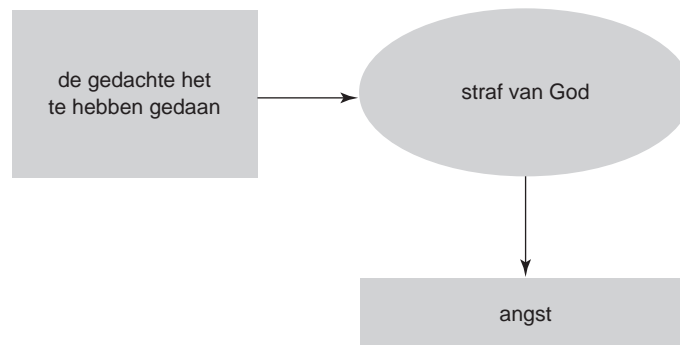 de gedachte het
te hebben gedaan
straf van God
angst